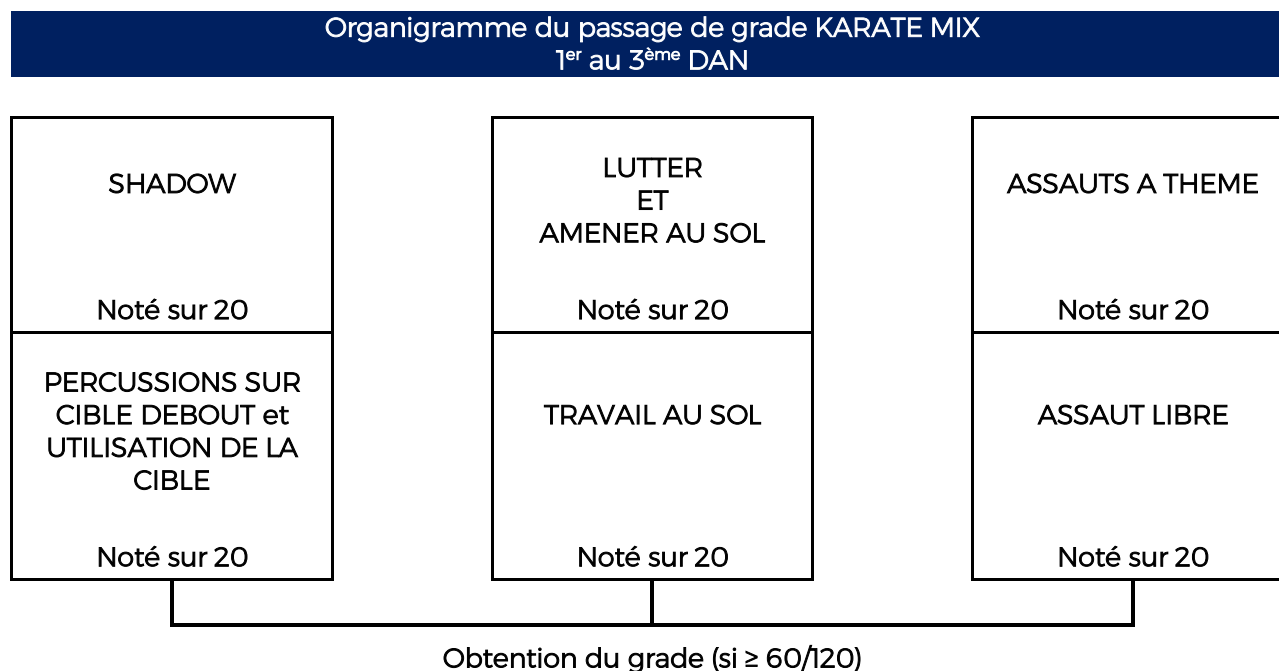 Organigramme du passage de grade KARATE MIX
1er au 3ème DAN
SHADOW
Noté sur 20
PERCUSSIONS SUR
CIBLE DEBOUT et
UTILISATION DE LA
CIBLE
Noté sur 20
LUTTER
ET
AMENER AU SOL
Noté sur 20
TRAVAIL AU SOL
Noté sur 20
ASSAUTS A THEME
Noté sur 20
ASSAUT LIBRE
Noté sur 20
Obtention du grade (si ≥ 60/120)